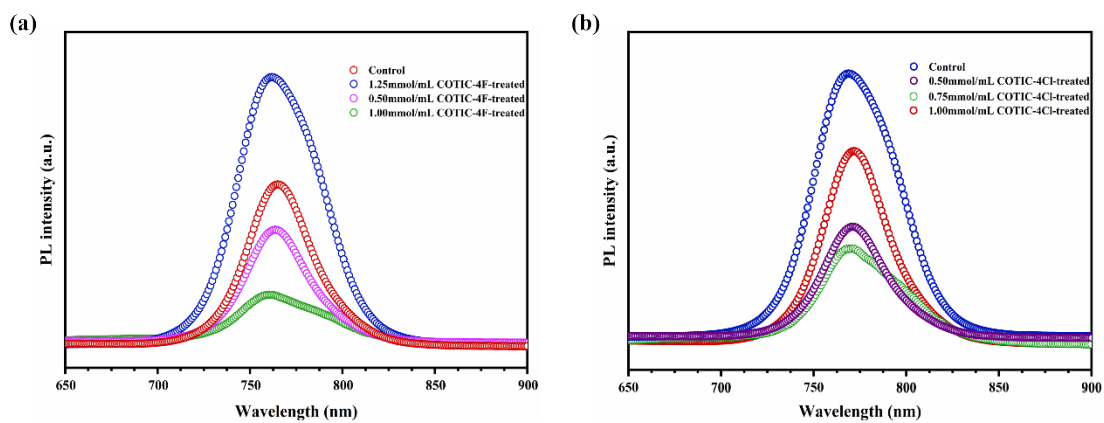 (a)
PL intensity (a.u.)
Control
1.25mmol/mL COTIC-4F-treated
0.50mmol/mL COTIC-4F-treated
1.00mmol/mL COTIC-4F-treated
650 700 750 800 850 900
Wavelength (nm)
(b)
PL intensity (a.u.)
Control
0.50mmol/mL COTIC-4Cl-treated
0.75mmol/mL COTIC-4Cl-treated
1.00mmol/mL COTIC-4Cl-treated
650 700 750 800 850 900
Wavelength (nm)